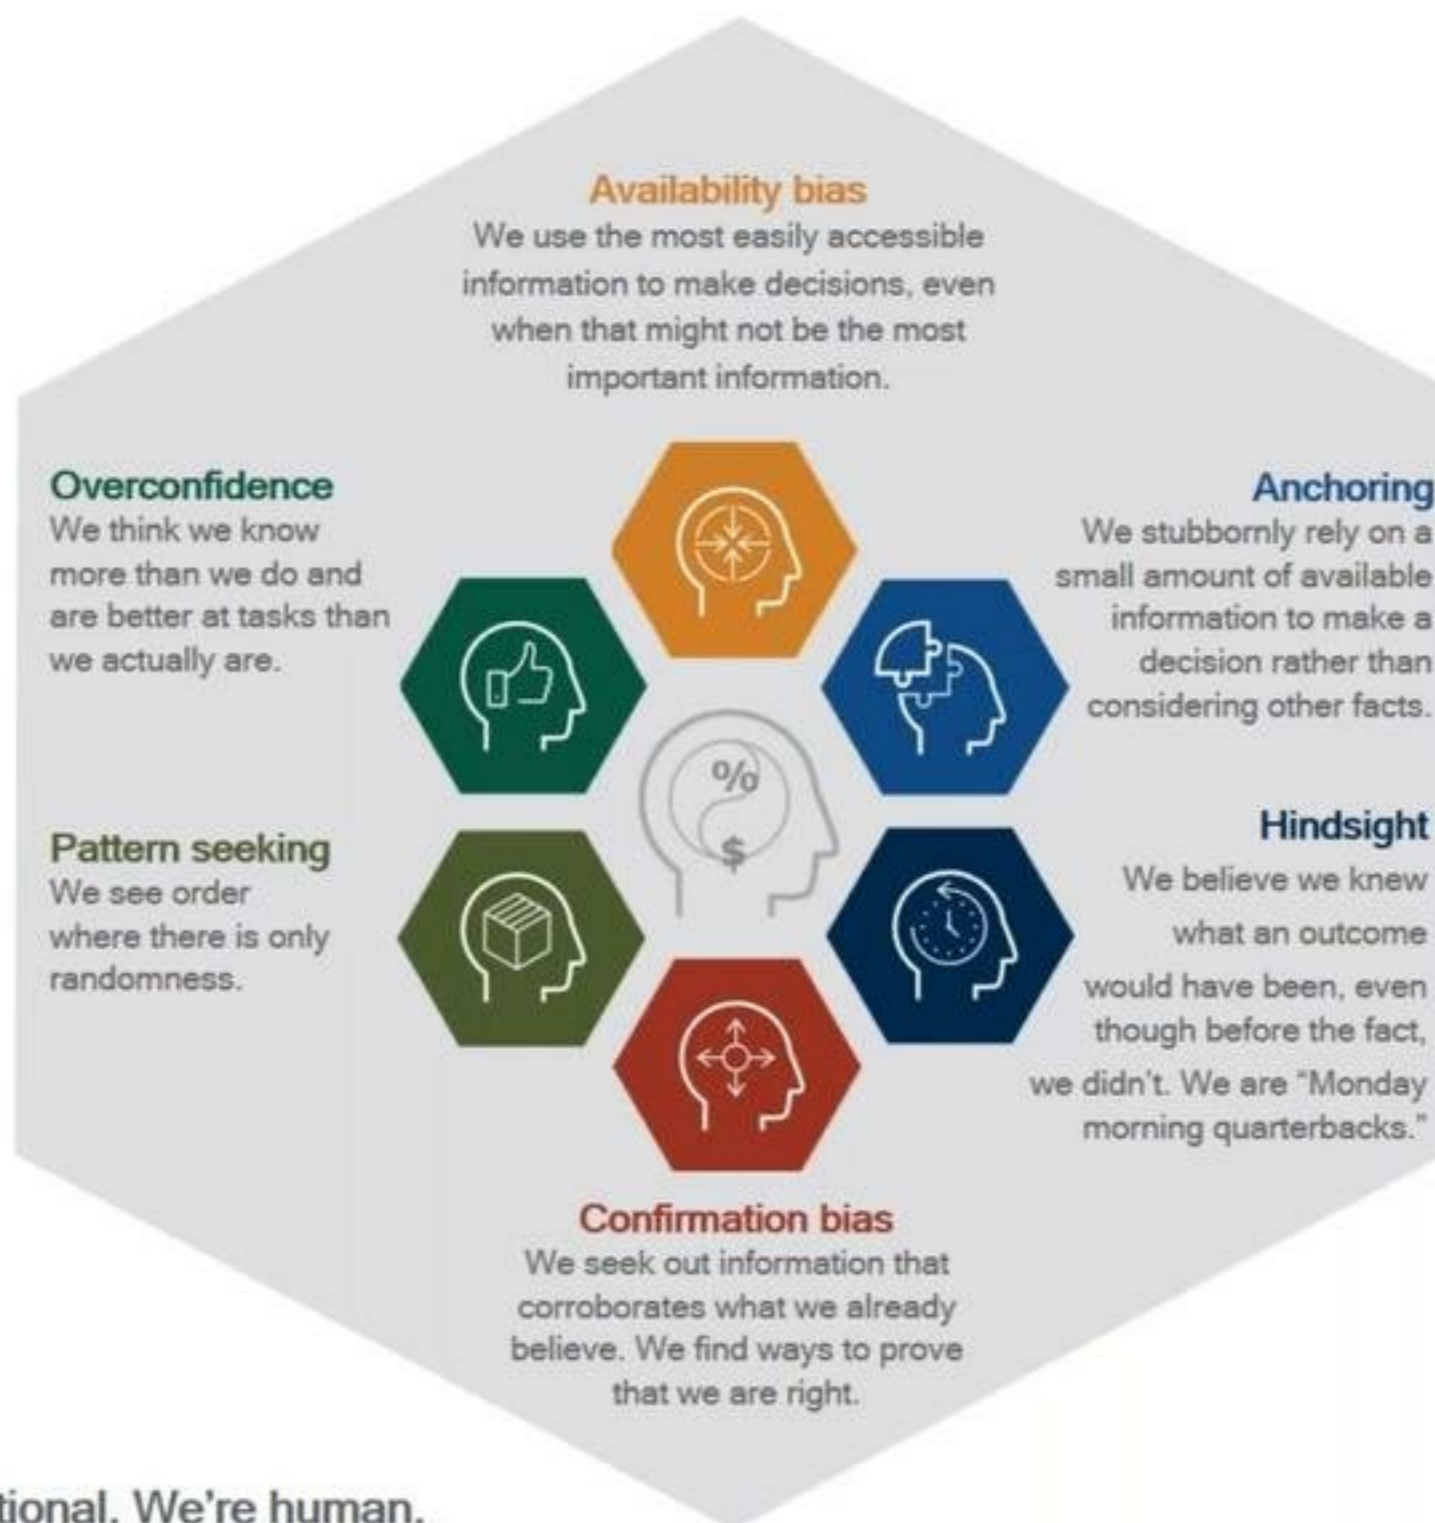 Availability bias
We use the most easily accessible
information to make decisions, even
when that might not be the most
important information.
Overconfidence
We think we know
more than we do and
are better at tasks than
we actually are.
Anchoring
We stubbornly rely on a
small amount of available
information to make a
decision rather than
considering other facts.
%
$
Pattern seeking
We see order
where there is only
randomness.
Hindsight
We believe we knew
what an outcome
would have been, even
though before the fact,
we didn't. We are “Monday
morning quarterbacks.”
Confirmation bias
We seek out information that
corroborates what we already
believe. We find ways to prove
that we are right.
We're human.